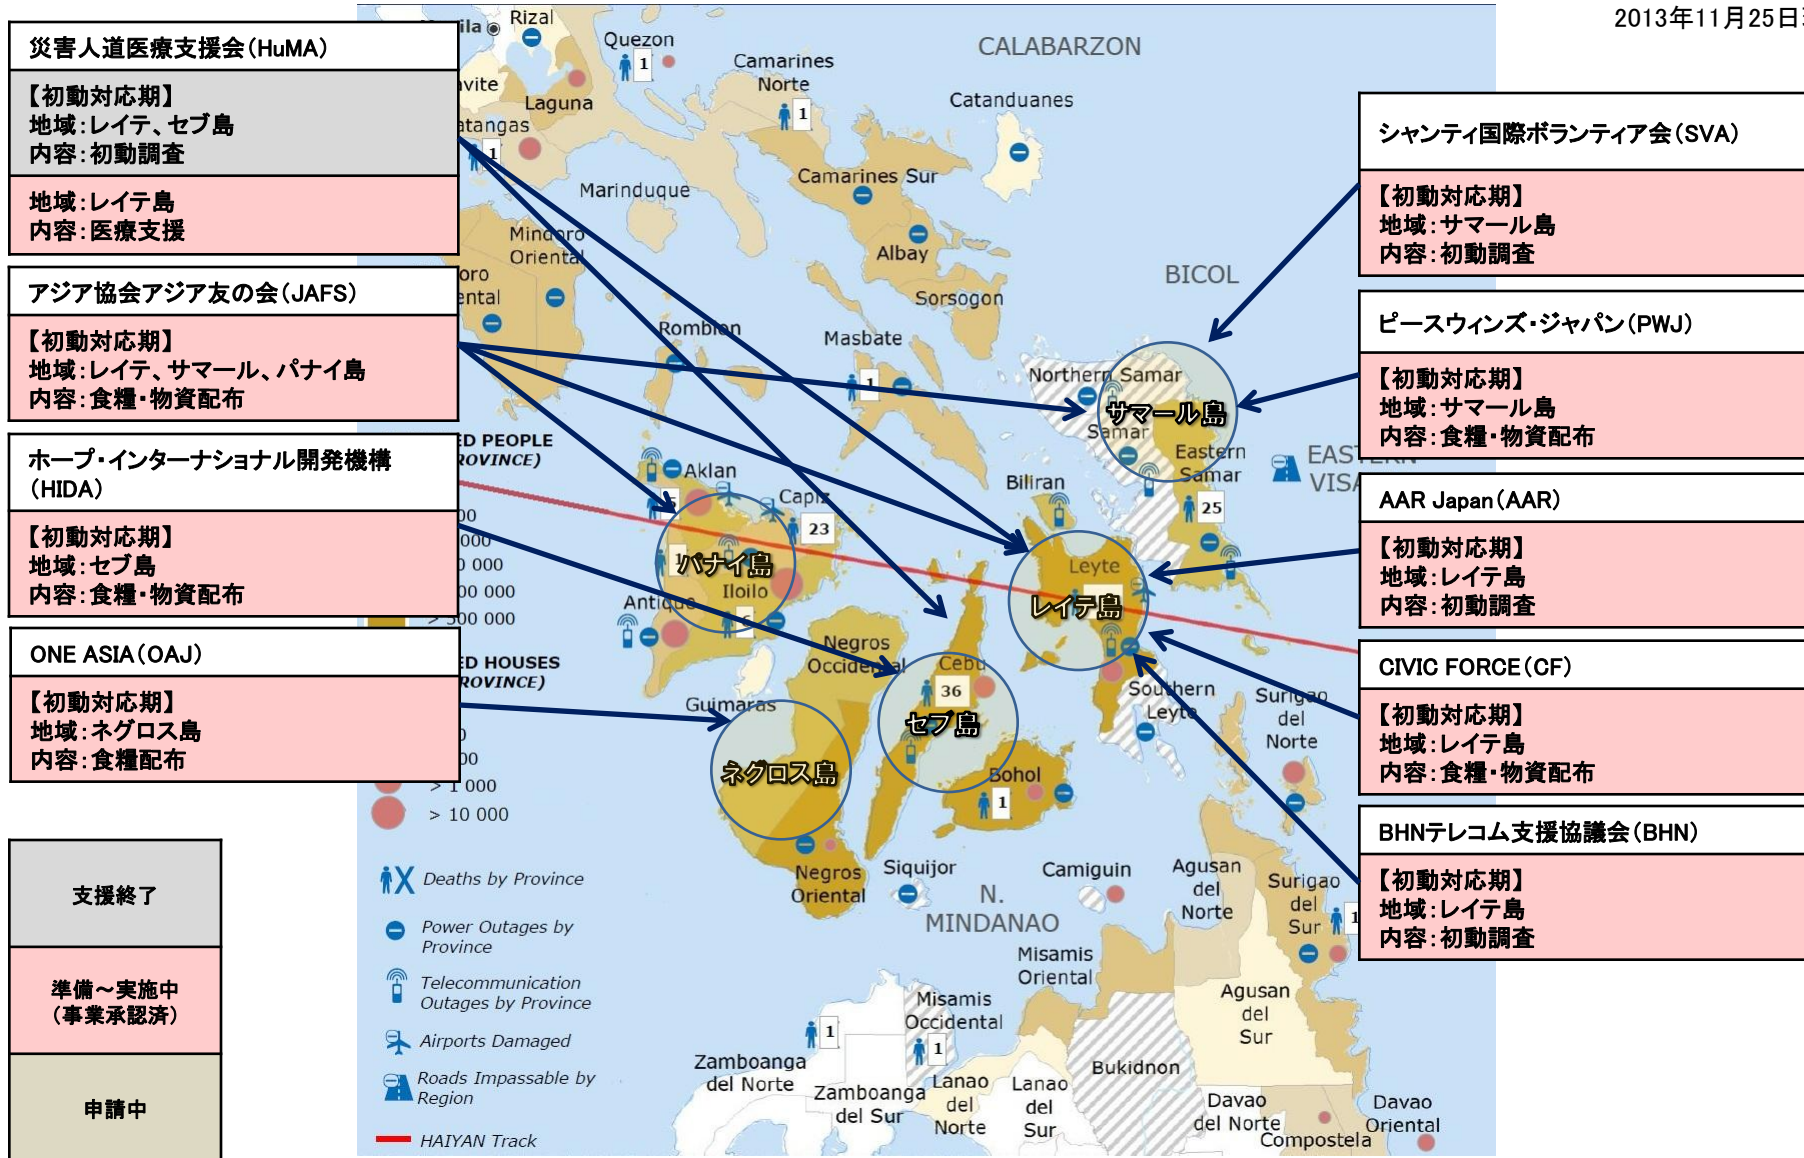 2013年11月25日
災害人道医療支援会(HuMA)
【初動対応期】
地域:レイテ、セブ島
内容:初動調査
地域:レイテ島
内容:医療支援
アジア協会アジア友の会(JAFS)
【初動対応期】
地域:レイテ、サマール、パナイ島
内容:食糧・物資配布
ホープ・インターナショナル開発機構
(HIDA)
【初動対応期】
地域:セブ島
内容:食糧・物資配布
ONE ASIA(OAJ)
【初動対応期】
地域:ネグロス島
内容:食糧配布
支援終了
準備~実施中
(事業承認済)
申請中
シャンティ国際ボランティア会(SVA)
【初動対応期】
地域:サマール島
内容:初動調査
ピースウィンズ・ジャパン(PWJ)
【初動対応期】
地域:サマール島
内容:食糧・物資配布
AAR Japan(AAR)
【初動対応期】
地域:レイテ島
内容:初動調査
CIVIC FORCE(CF)
【初動対応期】
地域:レイテ島
内容:食糧・物資配布
BHNテレコム支援協議会(BHN)
【初動対応期】
地域:レイテ島
内容:初動調査
Rizal
Quezon
1
CALABARZON
Camarines
Norte
1
Catanduanes
Laguna
1
Marinduque
Camarines Sur
Mindoro
Oriental
Albay
BICOL
Sorsogon
Romblon
Masbate
1
Northern Samar
サマール島
Samar
Eastern
Samar
25
EASTERN
Biliran
Aklan
Capiz
23
1
パナイ島
Iloilo
Antique
6
Leyte
レイテ島
Negros
Occidental
Cebu
36
セブ島
Guimaras
Southern
Leyte
Surigao
del
Norte
ネグロス島
Bohol
1
Negros
Oriental
Siquijor
Camiguin
N.
MINDANAO
Agusan
del
Norte
Surigao
del
Sur
1
Misamis
Oriental
Misamis
Occidental
1
1
Agusan
del
Sur
Bukidnon
Zamboanga
del Norte
Zamboanga
del Sur
Lanao
del
Norte
Lanao
del
Sur
Davao
del Norte
Davao
Oriental
Compostela
> 500 000
> 1 000
> 10 000
Deaths by Province
Power Outages by
Province
Telecommunication
Outages by Province
Airports Damaged
Roads Impassable by
Region
HAIYAN Track